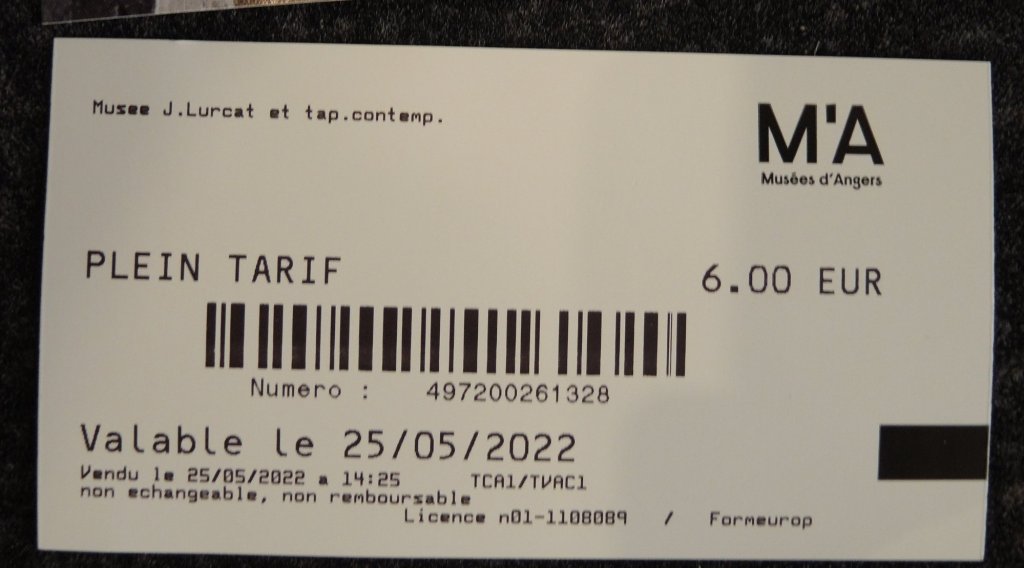 Musee J.Lurcat et tap.contemp.
M'A
Musées d'Angers
PLEIN TARIF 6.00 EUR
Numero : 497200261328
Valable le 25/05/2022
Vendu le 25/05/2022 a 14:25 TCA1/TVAC1
non echangeable, non remboursable
Licence n01-1108089 / Formeurop